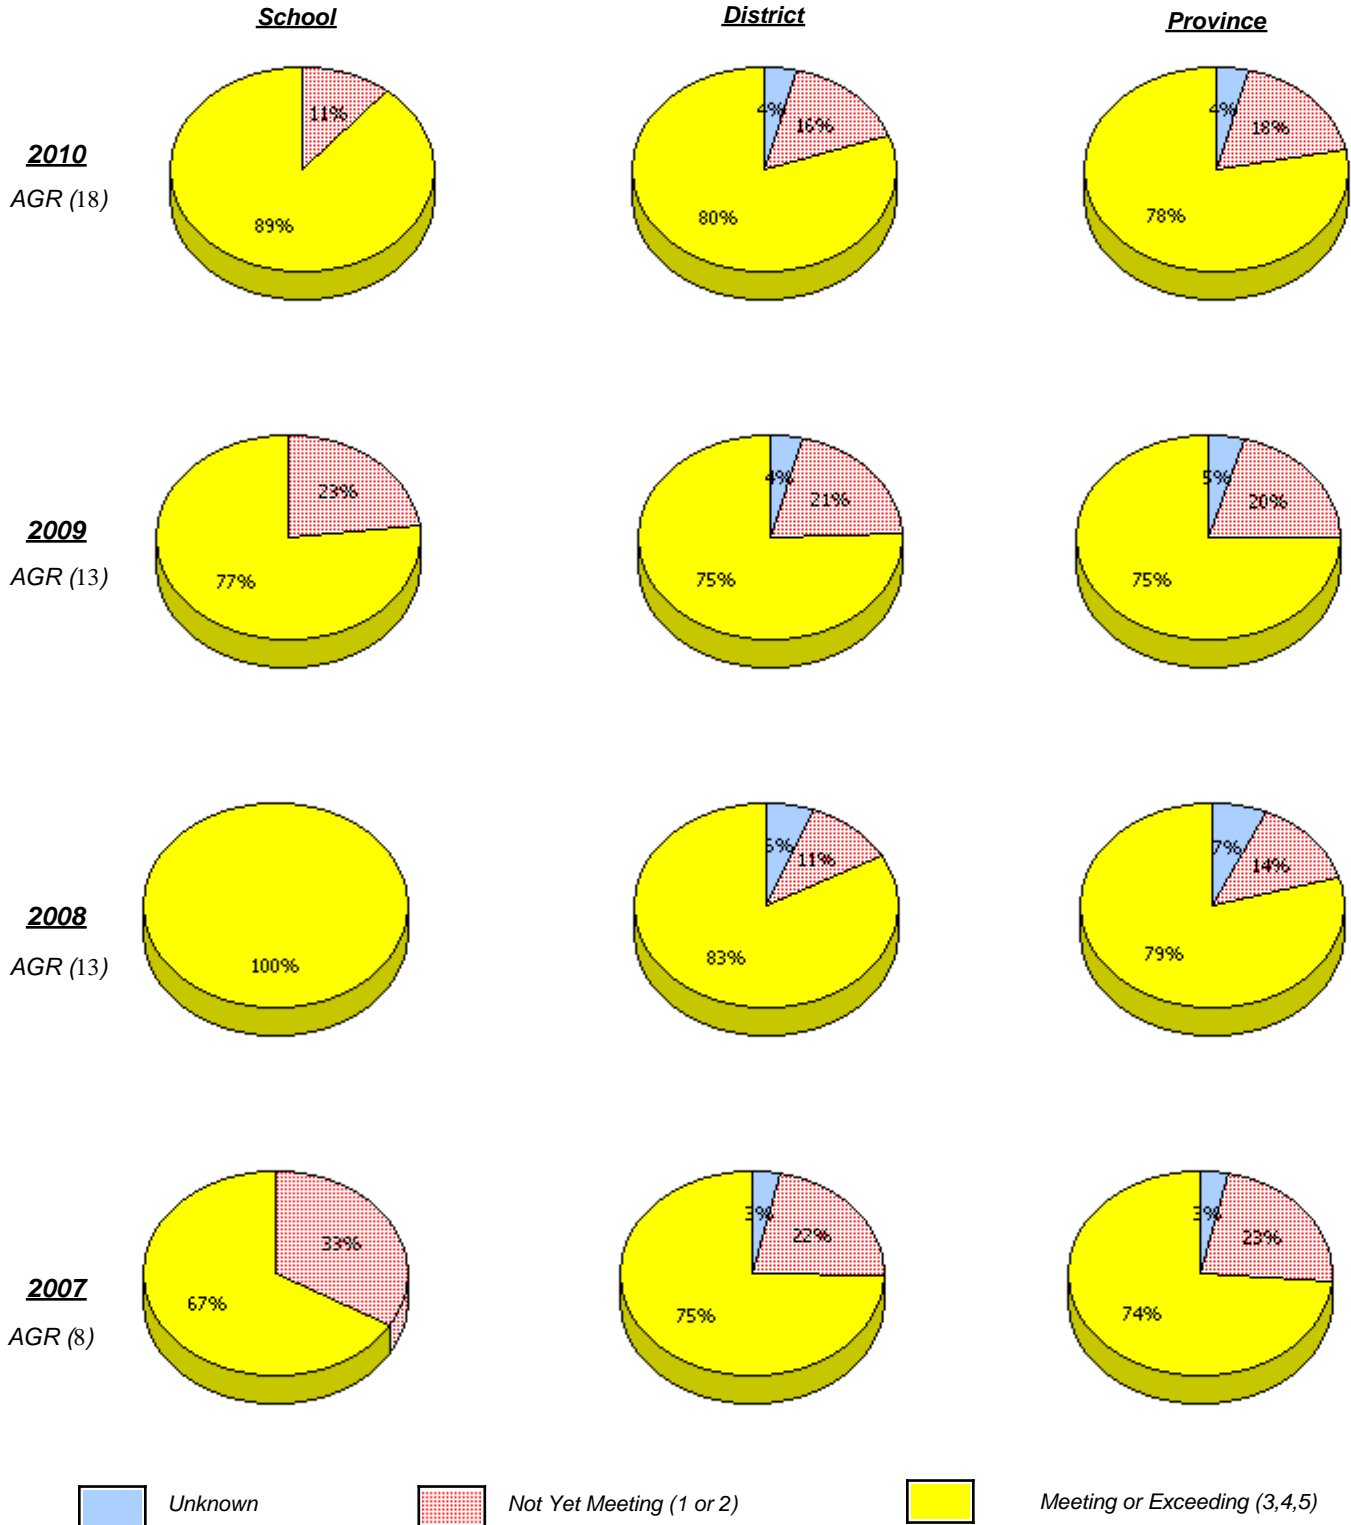 School District Province
4% 4%
11% 16% 18%
2010
AGR (18)
89% 80% 78%
23% 4% 21% 5% 20%
2009
AGR (13)
77% 75% 75%
11% 7% 14%
2008
AGR (13)
100% 83% 79%
33% 3% 22% 3% 23%
2007
67% 75% 74%
AGR (8)
Unknown Not Yet Meeting (1 or 2) Meeting or Exceeding (3,4,5)